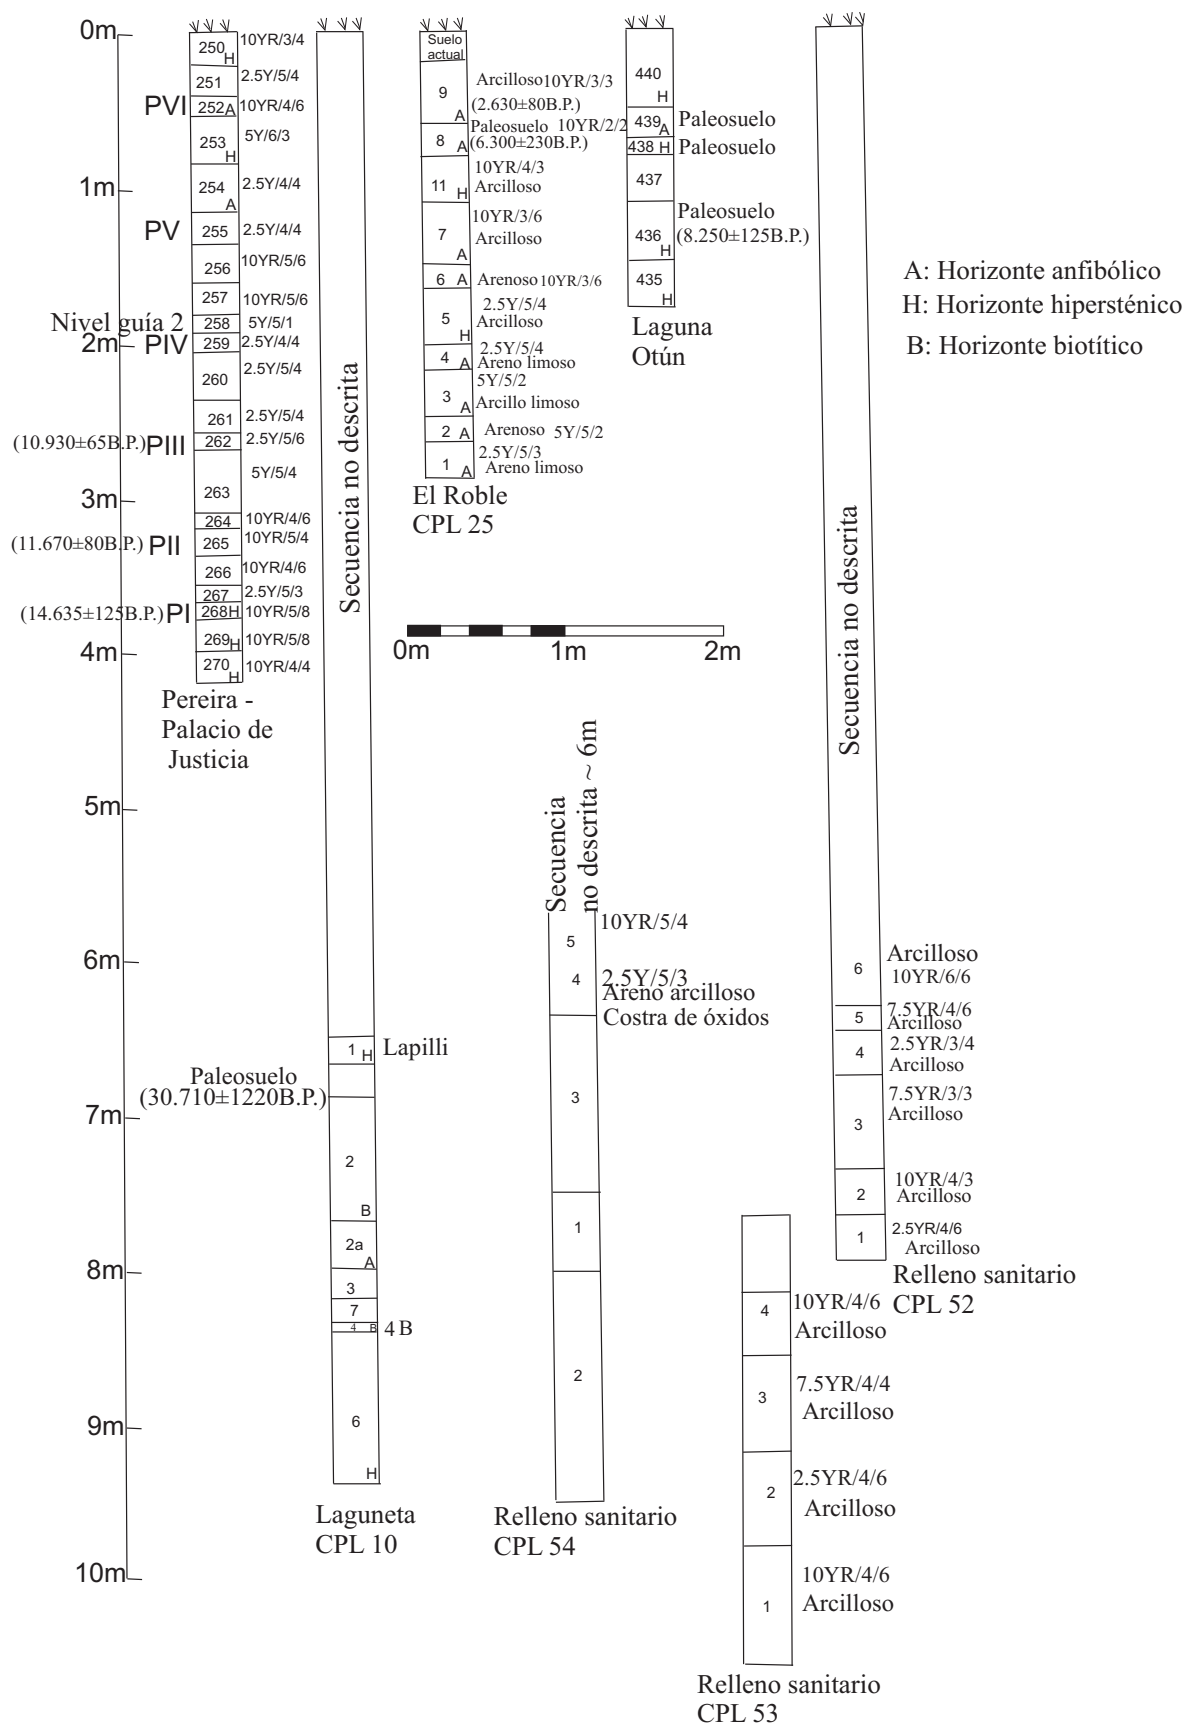 0m
1m
2m
3m
4m
5m
6m
7m
8m
9m
10m
250 H 10YR/3/4
251 2.5Y/5/4
PVI 252 A 10YR/4/6
253 H 5Y/6/3
254 A 2.5Y/4/4
PV 255 2.5Y/4/4
256 10YR/5/6
257 10YR/5/6
Nivel guía 2 258 5Y/5/1
PIV 259 2.5Y/4/4
260 2.5Y/5/4
261 2.5Y/5/4
(10.930±65B.P.) PIII 262 2.5Y/5/6
263 5Y/5/4
264 10YR/4/6
(11.670±80B.P.) PII 265 10YR/5/4
266 10YR/4/6
267 2.5Y/5/3
(14.635±125B.P.) PI 268 H 10YR/5/8
269 H 10YR/5/8
270 H 10YR/4/4
Pereira -
Palacio de
Justicia
Secuencia no descrita
1 H Lapilli
Paleosuelo
(30.710±1220B.P.)
2
B
2a
A
3
7
4 B 4 B
6
H
Laguneta
CPL 10
Suelo
actual
9 A Arcilloso 10YR/3/3
(2.630±80B.P.)
Paleosuelo 10YR/2/2
8 A (6.300±230B.P.)
10YR/4/3
11 H Arcilloso
10YR/3/6
7 A Arcilloso
6 A Arenoso 10YR/3/6
2.5Y/5/4
5 H Arcilloso
2.5Y/5/4
4 A Areno limoso
5Y/5/2
3 A Arcillo limoso
2 A Arenoso 5Y/5/2
2.5Y/5/3
1 A Areno limoso
El Roble
CPL 25
440
H
439 A Paleosuelo
438 H Paleosuelo
437
Paleosuelo
436 H (8.250±125B.P.)
435
H
Laguna
Otún
A: Horizonte anfibólico
H: Horizonte hipersténico
B: Horizonte biotítico
0m 1m 2m
Secuencia
no descrita ~ 6m
5 10YR/5/4
4 2.5Y/5/3
Areno arcilloso
Costra de óxidos
3
1
2
Relleno sanitario
CPL 54
Secuencia no descrita
6 Arcilloso
10YR/6/6
5 7.5YR/4/6
Arcilloso
4 2.5YR/3/4
Arcilloso
7.5YR/3/3
3 Arcilloso
10YR/4/3
2 Arcilloso
1 2.5YR/4/6
Arcilloso
Relleno sanitario
CPL 52
4 10YR/4/6
Arcilloso
3 7.5YR/4/4
Arcilloso
2 2.5YR/4/6
Arcilloso
10YR/4/6
1 Arcilloso
Relleno sanitario
CPL 53